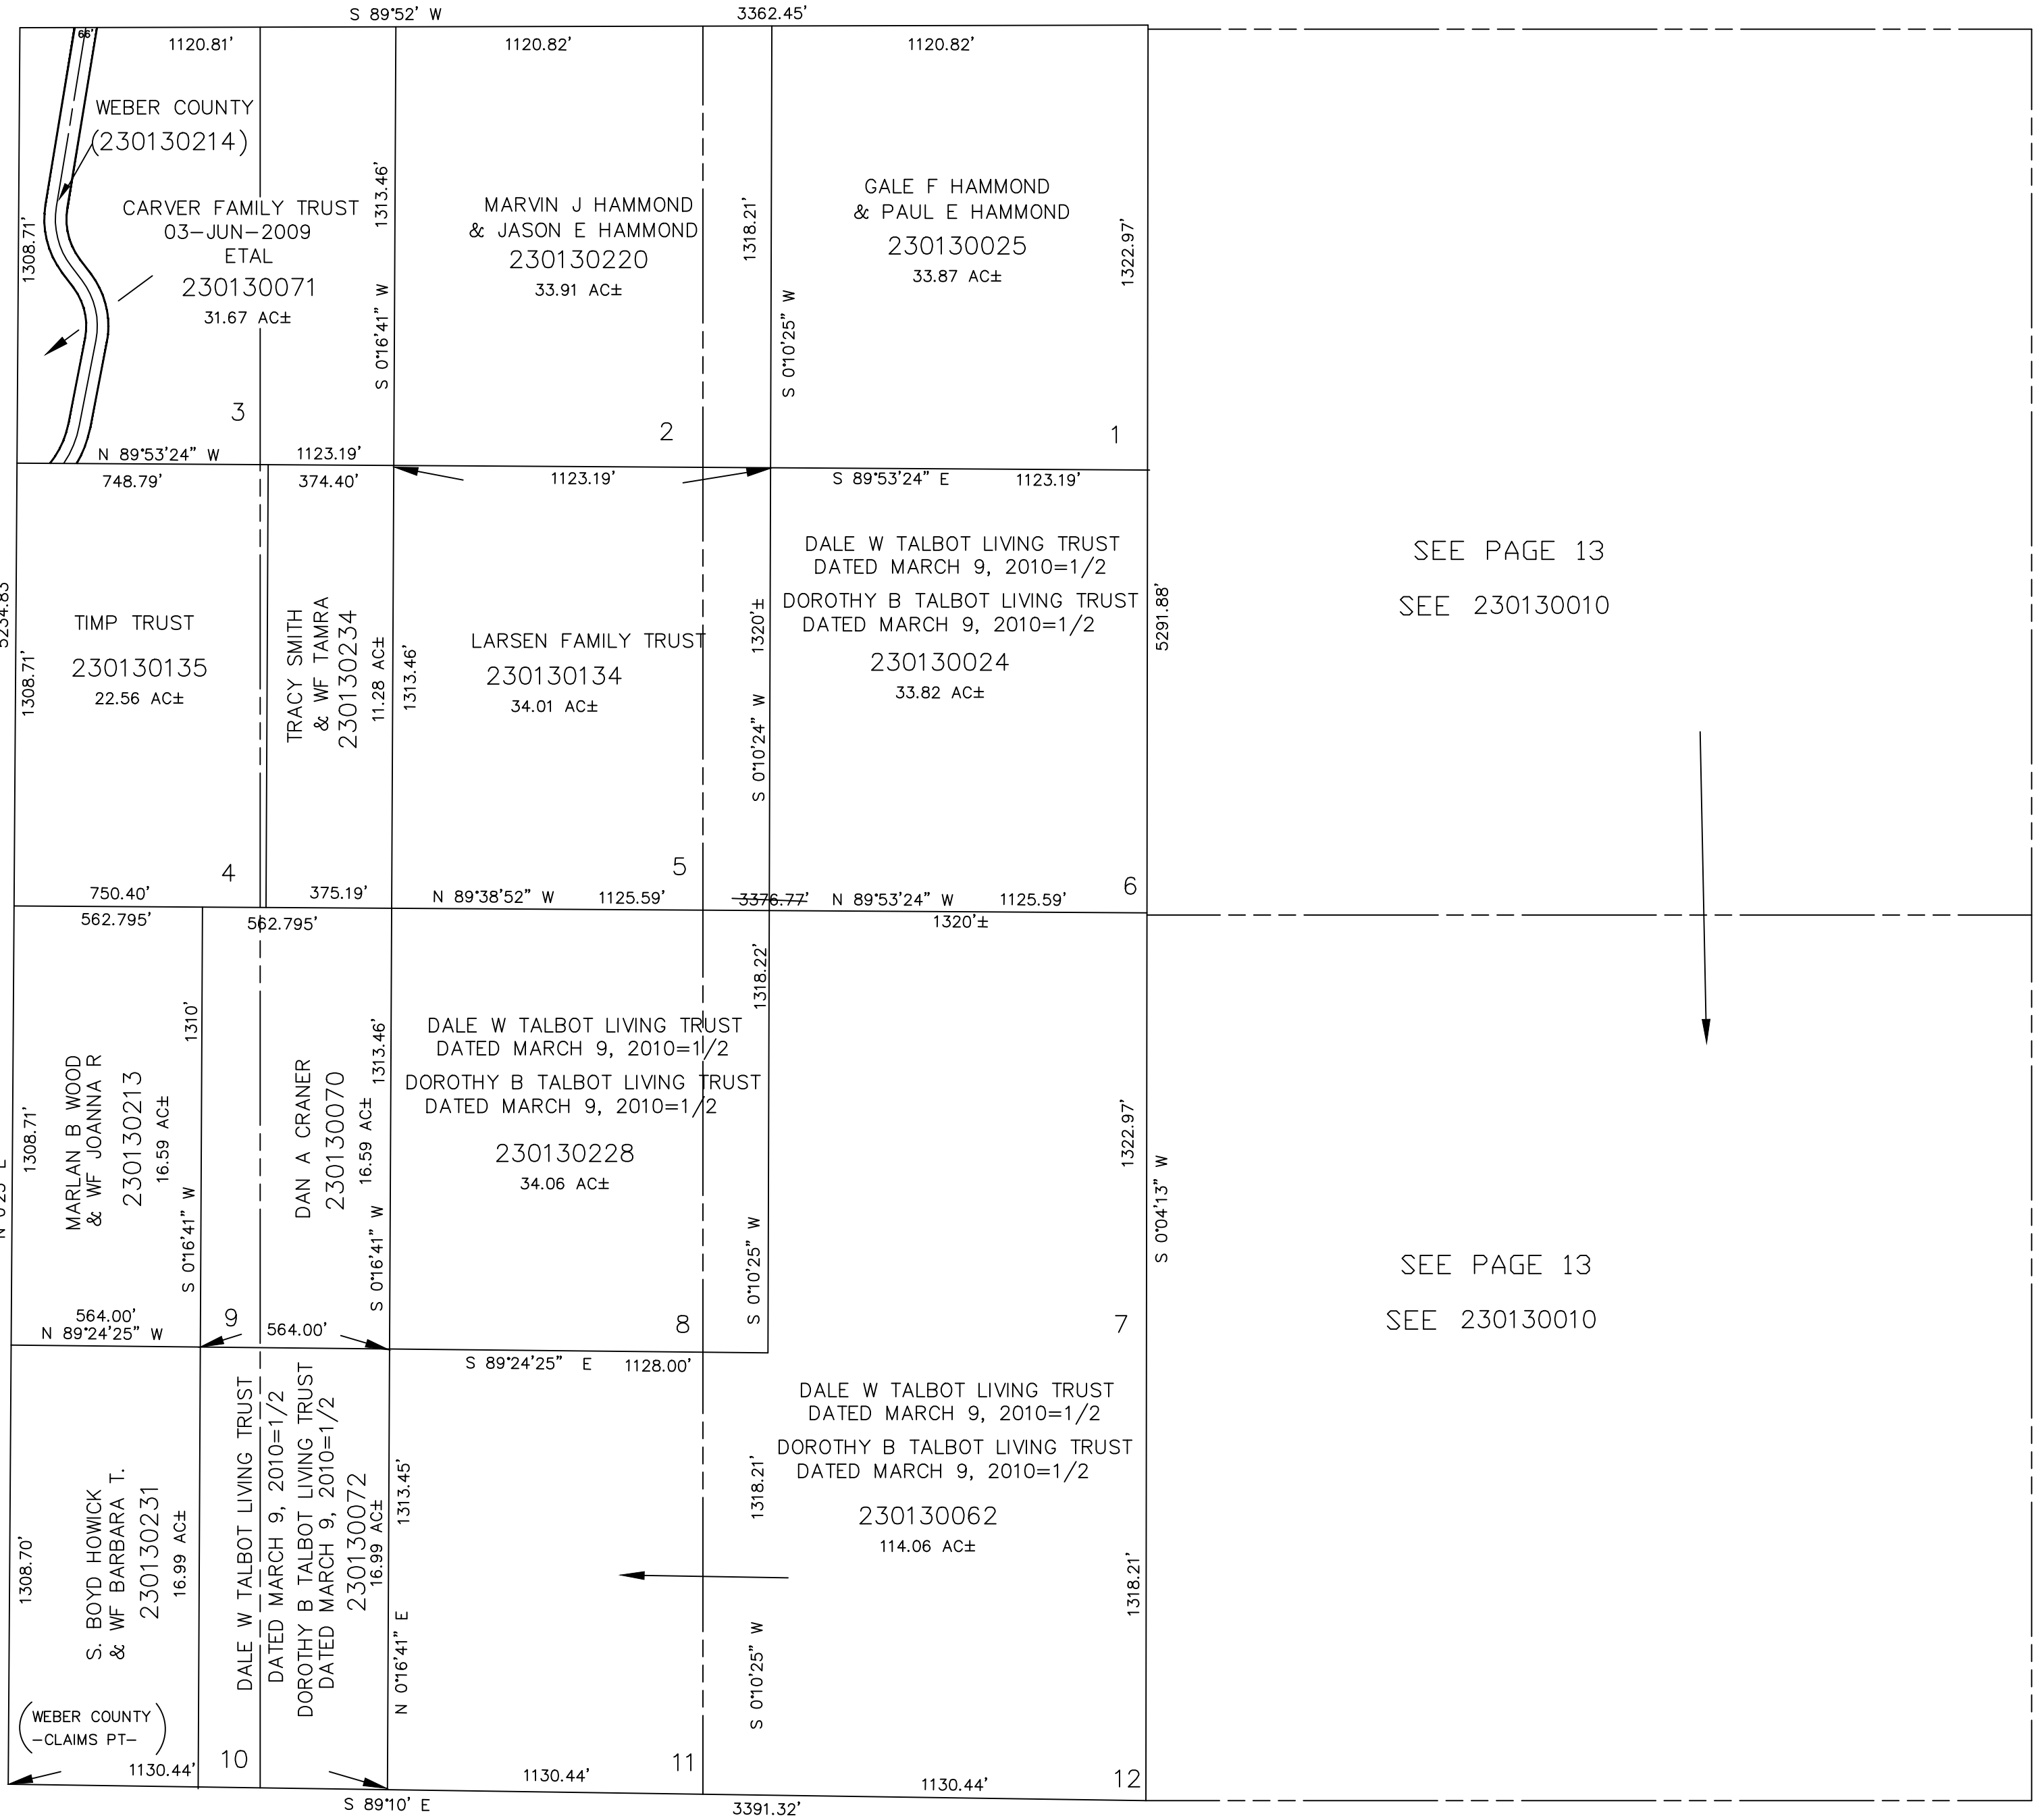 S 89°52' W
3362.45'
66'
1120.81'
1120.82'
1120.82'
WEBER COUNTY
(230130214)
CARVER FAMILY TRUST
03-JUN-2009
ETAL
230130071
31.67 AC±
1308.71'
1313.46'
S 0°16'41" W
3
MARVIN J HAMMOND
& JASON E HAMMOND
230130220
33.91 AC±
1318.21'
S 0°10'25" W
2
GALE F HAMMOND
& PAUL E HAMMOND
230130025
33.87 AC±
1322.97'
1
N 89°53'24" W
1123.19'
748.79'
374.40'
1123.19'
S 89°53'24" E
1123.19'
5234.83
TIMP TRUST
230130135
22.56 AC±
1308.71'
4
TRACY SMITH
& WF TAMRA
230130234
11.28 AC±
1313.46'
LARSEN FAMILY TRUST
230130134
34.01 AC±
5
1320'±
S 0°10'24" W
DALE W TALBOT LIVING TRUST
DATED MARCH 9, 2010=1/2
DOROTHY B TALBOT LIVING TRUST
DATED MARCH 9, 2010=1/2
230130024
33.82 AC±
6
5291.88'
SEE PAGE 13
SEE 230130010
750.40'
375.19'
N 89°38'52" W
1125.59'
3376.77'
N 89°53'24" W
1125.59'
562.795'
562.795'
1320'±
1308.71'
MARLAN B WOOD
& WF JOANNA R
230130213
16.59 AC±
1310'
S 0°16'41" W
9
DAN A CRANER
230130070
16.59 AC±
1313.46'
S 0°16'41" W
DALE W TALBOT LIVING TRUST
DATED MARCH 9, 2010=1/2
DOROTHY B TALBOT LIVING TRUST
DATED MARCH 9, 2010=1/2
230130228
34.06 AC±
8
1318.22'
S 0°10'25" W
1322.97'
7
S 0°04'13" W
SEE PAGE 13
SEE 230130010
564.00'
N 89°24'25" W
564.00'
S 89°24'25" E
1128.00'
1308.70'
S. BOYD HOWICK
& WF BARBARA T.
230130231
16.99 AC±
DALE W TALBOT LIVING TRUST
DATED MARCH 9, 2010=1/2
DOROTHY B TALBOT LIVING TRUST
DATED MARCH 9, 2010=1/2
230130072
16.99 AC±
1313.45'
N 0°16'41" E
1318.21'
S 0°10'25" W
DALE W TALBOT LIVING TRUST
DATED MARCH 9, 2010=1/2
DOROTHY B TALBOT LIVING TRUST
DATED MARCH 9, 2010=1/2
230130062
114.06 AC±
1318.21'
(WEBER COUNTY
-CLAIMS PT-)
1130.44'
10
1130.44'
11
1130.44'
12
S 89°10' E
3391.32'